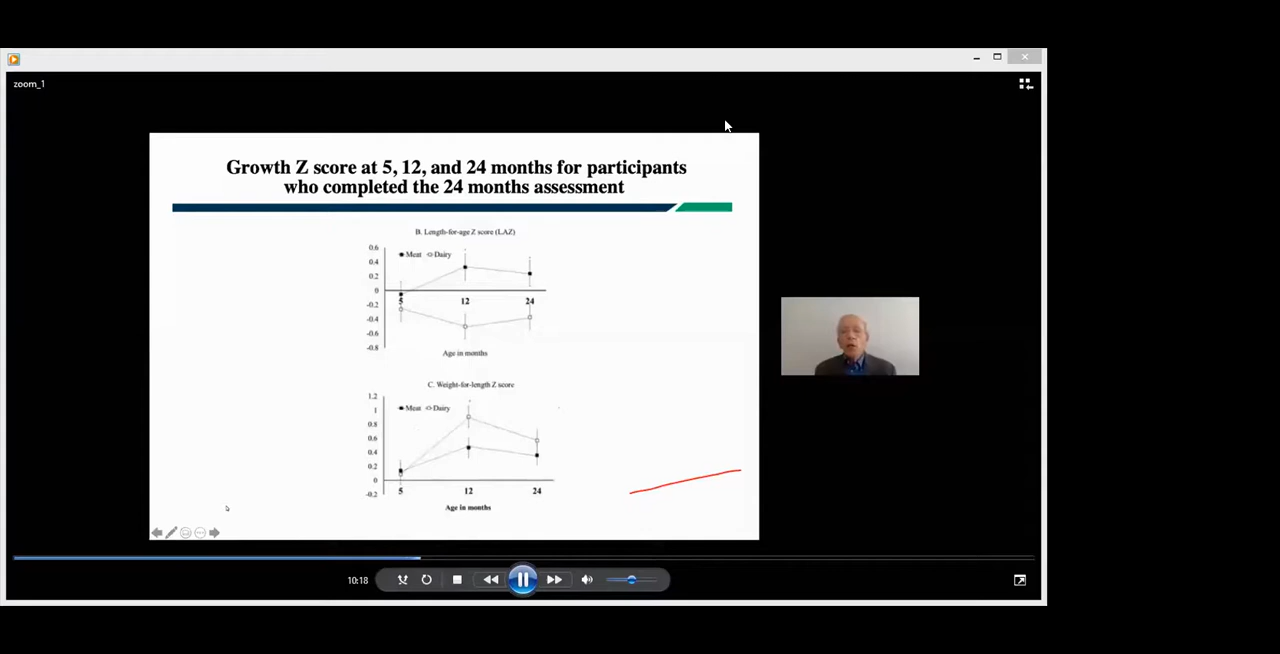 zoom_1
Growth Z score at 5, 12, and 24 months for participants
who completed the 24 months assessment
B. Length-for-age Z score (LAZ)
Meat Dairy
0.6
0.4
0.2
0
-0.2
-0.4
-0.6
-0.8
5 12 24
Age in months
C. Weight-for-length Z score
Meat Dairy
1.2
1
0.8
0.6
0.4
0.2
0
-0.2
5 12 24
Age in months
10:18